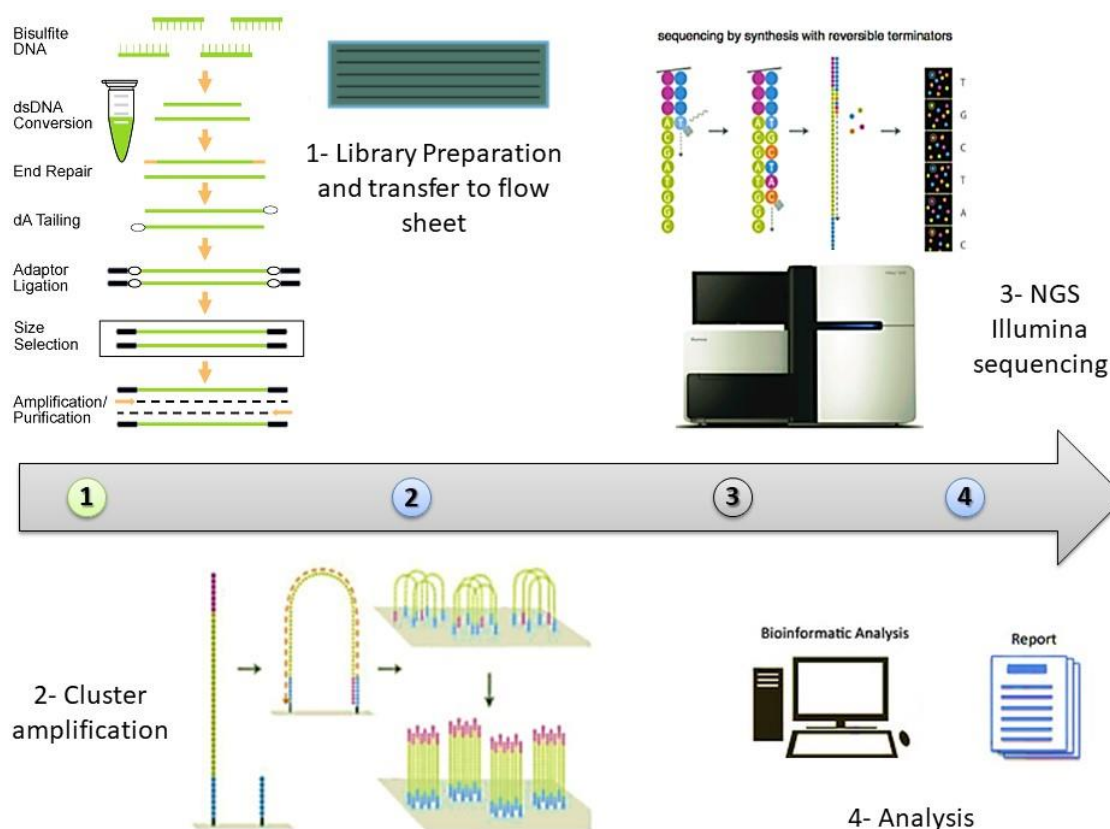 Bisulfite
DNA
dsDNA
Conversion
End Repair
dA Tailing
Adaptor
Ligation
Size
Selection
Amplification/
Purification
1- Library Preparation
and transfer to flow
sheet
sequencing by synthesis with reversible terminators
A
C
G
A
T
G
G
C
T
A
C
G
A
T
G
G
C
T
G
C
T
A
C
T
G
C
T
A
C
3- NGS
Illumina
sequencing
1
2
3
4
2- Cluster
amplification
Bioinformatic Analysis
Report
4- Analysis